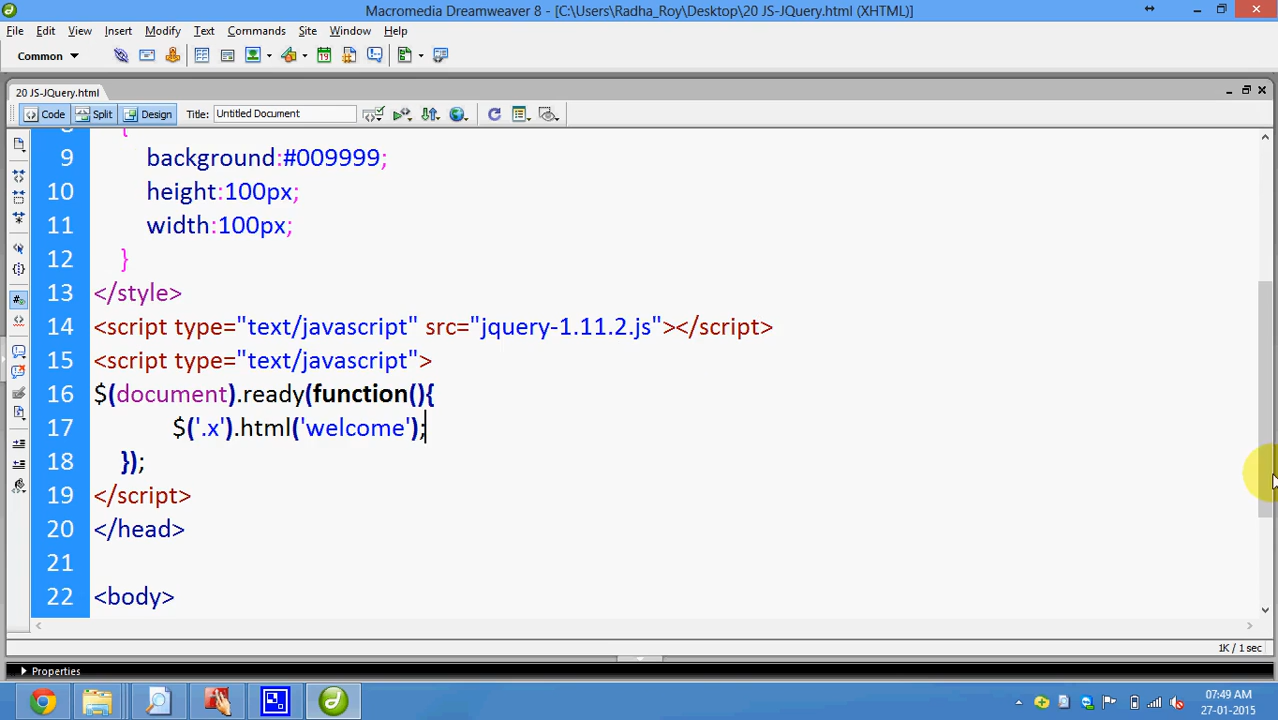 Macromedia Dreamweaver 8 - [C:\Users\Radha_Roy\Desktop\20 JS-JQuery.html (XHTML)]
File Edit View Insert Modify Text Commands Site Window Help
Common
20 JS-JQuery.html
Code Split Design Title: Untitled Document
8 {
9 background:#009999;
10 height:100px;
11 width:100px;
12 }
13 </style>
14 <script type="text/javascript" src="jquery-1.11.2.js"></script>
15 <script type="text/javascript">
16 $(document).ready(function(){
17 $('.x').html('welcome');
18 });
19 </script>
20 </head>
21
22 <body>
1K / 1 sec
Properties
07:49 AM
27-01-2015